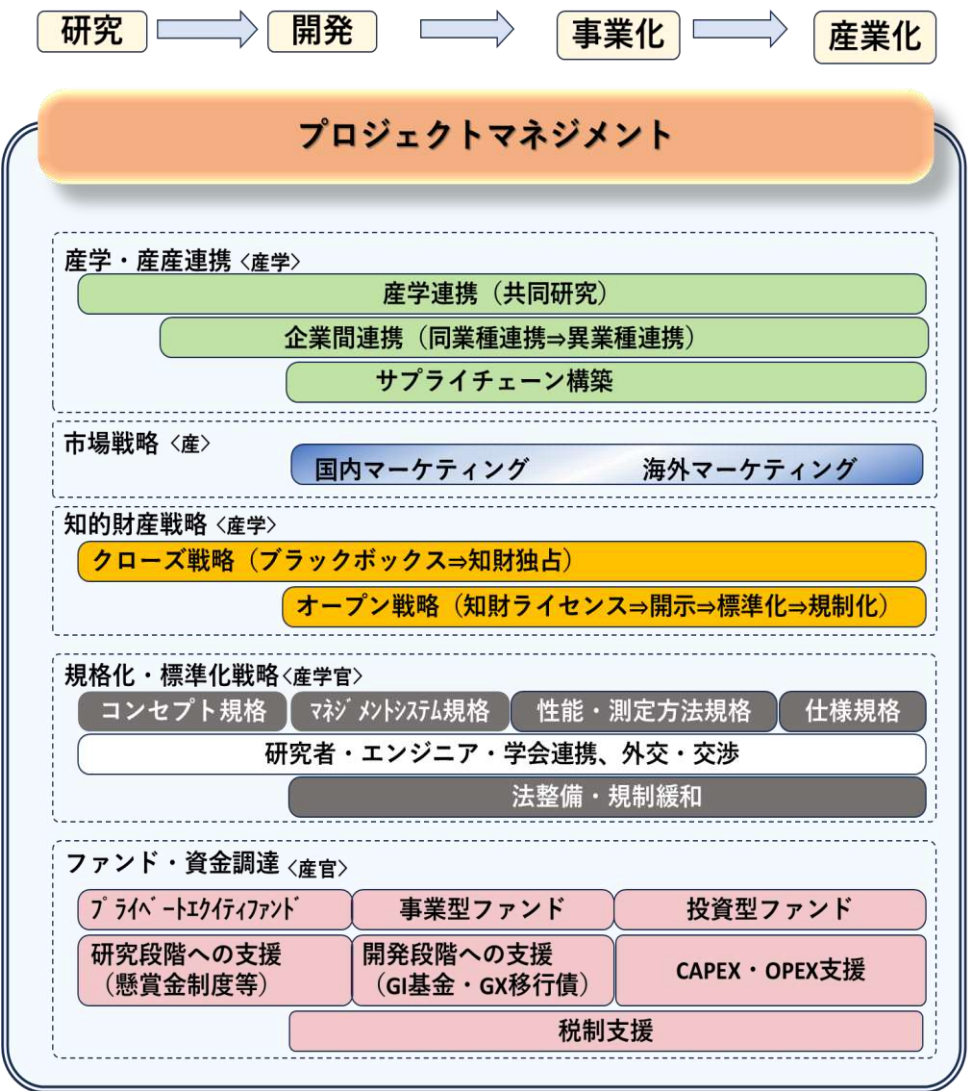 研究
開発
事業化
産業化
プロジェクトマネジメント
産学・産産連携〈産学〉
産学連携（共同研究）
企業間連携（同業種連携⇒異業種連携）
サプライチェーン構築
市場戦略〈産〉
国内マーケティング
海外マーケティング
知的財産戦略〈産学〉
クローズ戦略（ブラックボックス⇒知財独占）
オープン戦略（知財ライセンス⇒開示⇒標準化⇒規制化）
規格化・標準化戦略〈産学官〉
コンセプト規格
ﾏﾈｼﾞﾒﾝﾄｼｽﾃﾑ規格
性能・測定方法規格
仕様規格
研究者・エンジニア・学会連携、外交・交渉
法整備・規制緩和
ファンド・資金調達〈産官〉
ﾌﾟﾗｲﾍﾞｰﾄｴｸｲﾃｨﾌｧﾝﾄﾞ
事業型ファンド
投資型ファンド
研究段階への支援
（懸賞金制度等）
開発段階への支援
（GI基金・GX移行債）
CAPEX・OPEX支援
税制支援